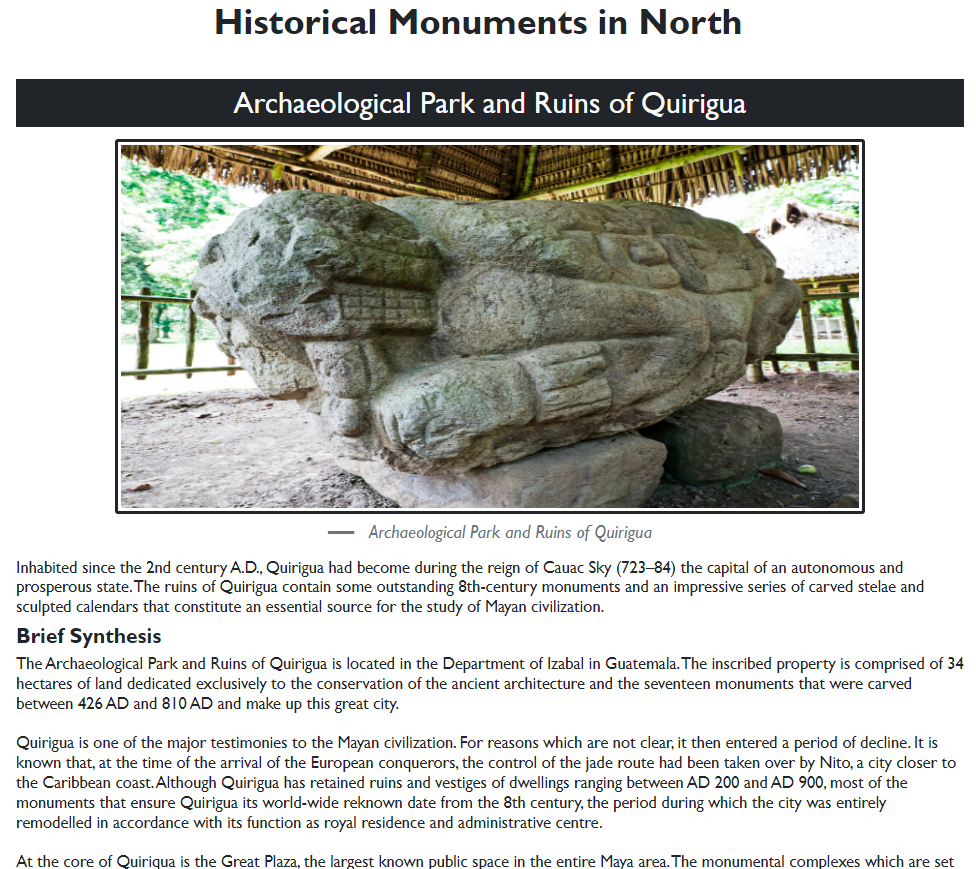 Historical Monuments in North
Archaeological Park and Ruins of Quirigua
Archaeological Park and Ruins of Quirigua
Inhabited since the 2nd century A.D., Quirigua had become during the reign of Cauac Sky (723–84) the capital of an autonomous and
prosperous state. The ruins of Quirigua contain some outstanding 8th-century monuments and an impressive series of carved stelae and
sculpted calendars that constitute an essential source for the study of Mayan civilization.
Brief Synthesis
The Archaeological Park and Ruins of Quirigua is located in the Department of Izabal in Guatemala. The inscribed property is comprised of 34
hectares of land dedicated exclusively to the conservation of the ancient architecture and the seventeen monuments that were carved
between 426 AD and 810 AD and make up this great city.
Quirigua is one of the major testimonies to the Mayan civilization. For reasons which are not clear, it then entered a period of decline. It is
known that, at the time of the arrival of the European conquerors, the control of the jade route had been taken over by Nito, a city closer to
the Caribbean coast. Although Quirigua has retained ruins and vestiges of dwellings ranging between AD 200 and AD 900, most of the
monuments that ensure Quirigua its world-wide reknown date from the 8th century, the period during which the city was entirely
remodelled in accordance with its function as royal residence and administrative centre.
At the core of Quirigua is the Great Plaza, the largest known public space in the entire Maya area. The monumental complexes which are set